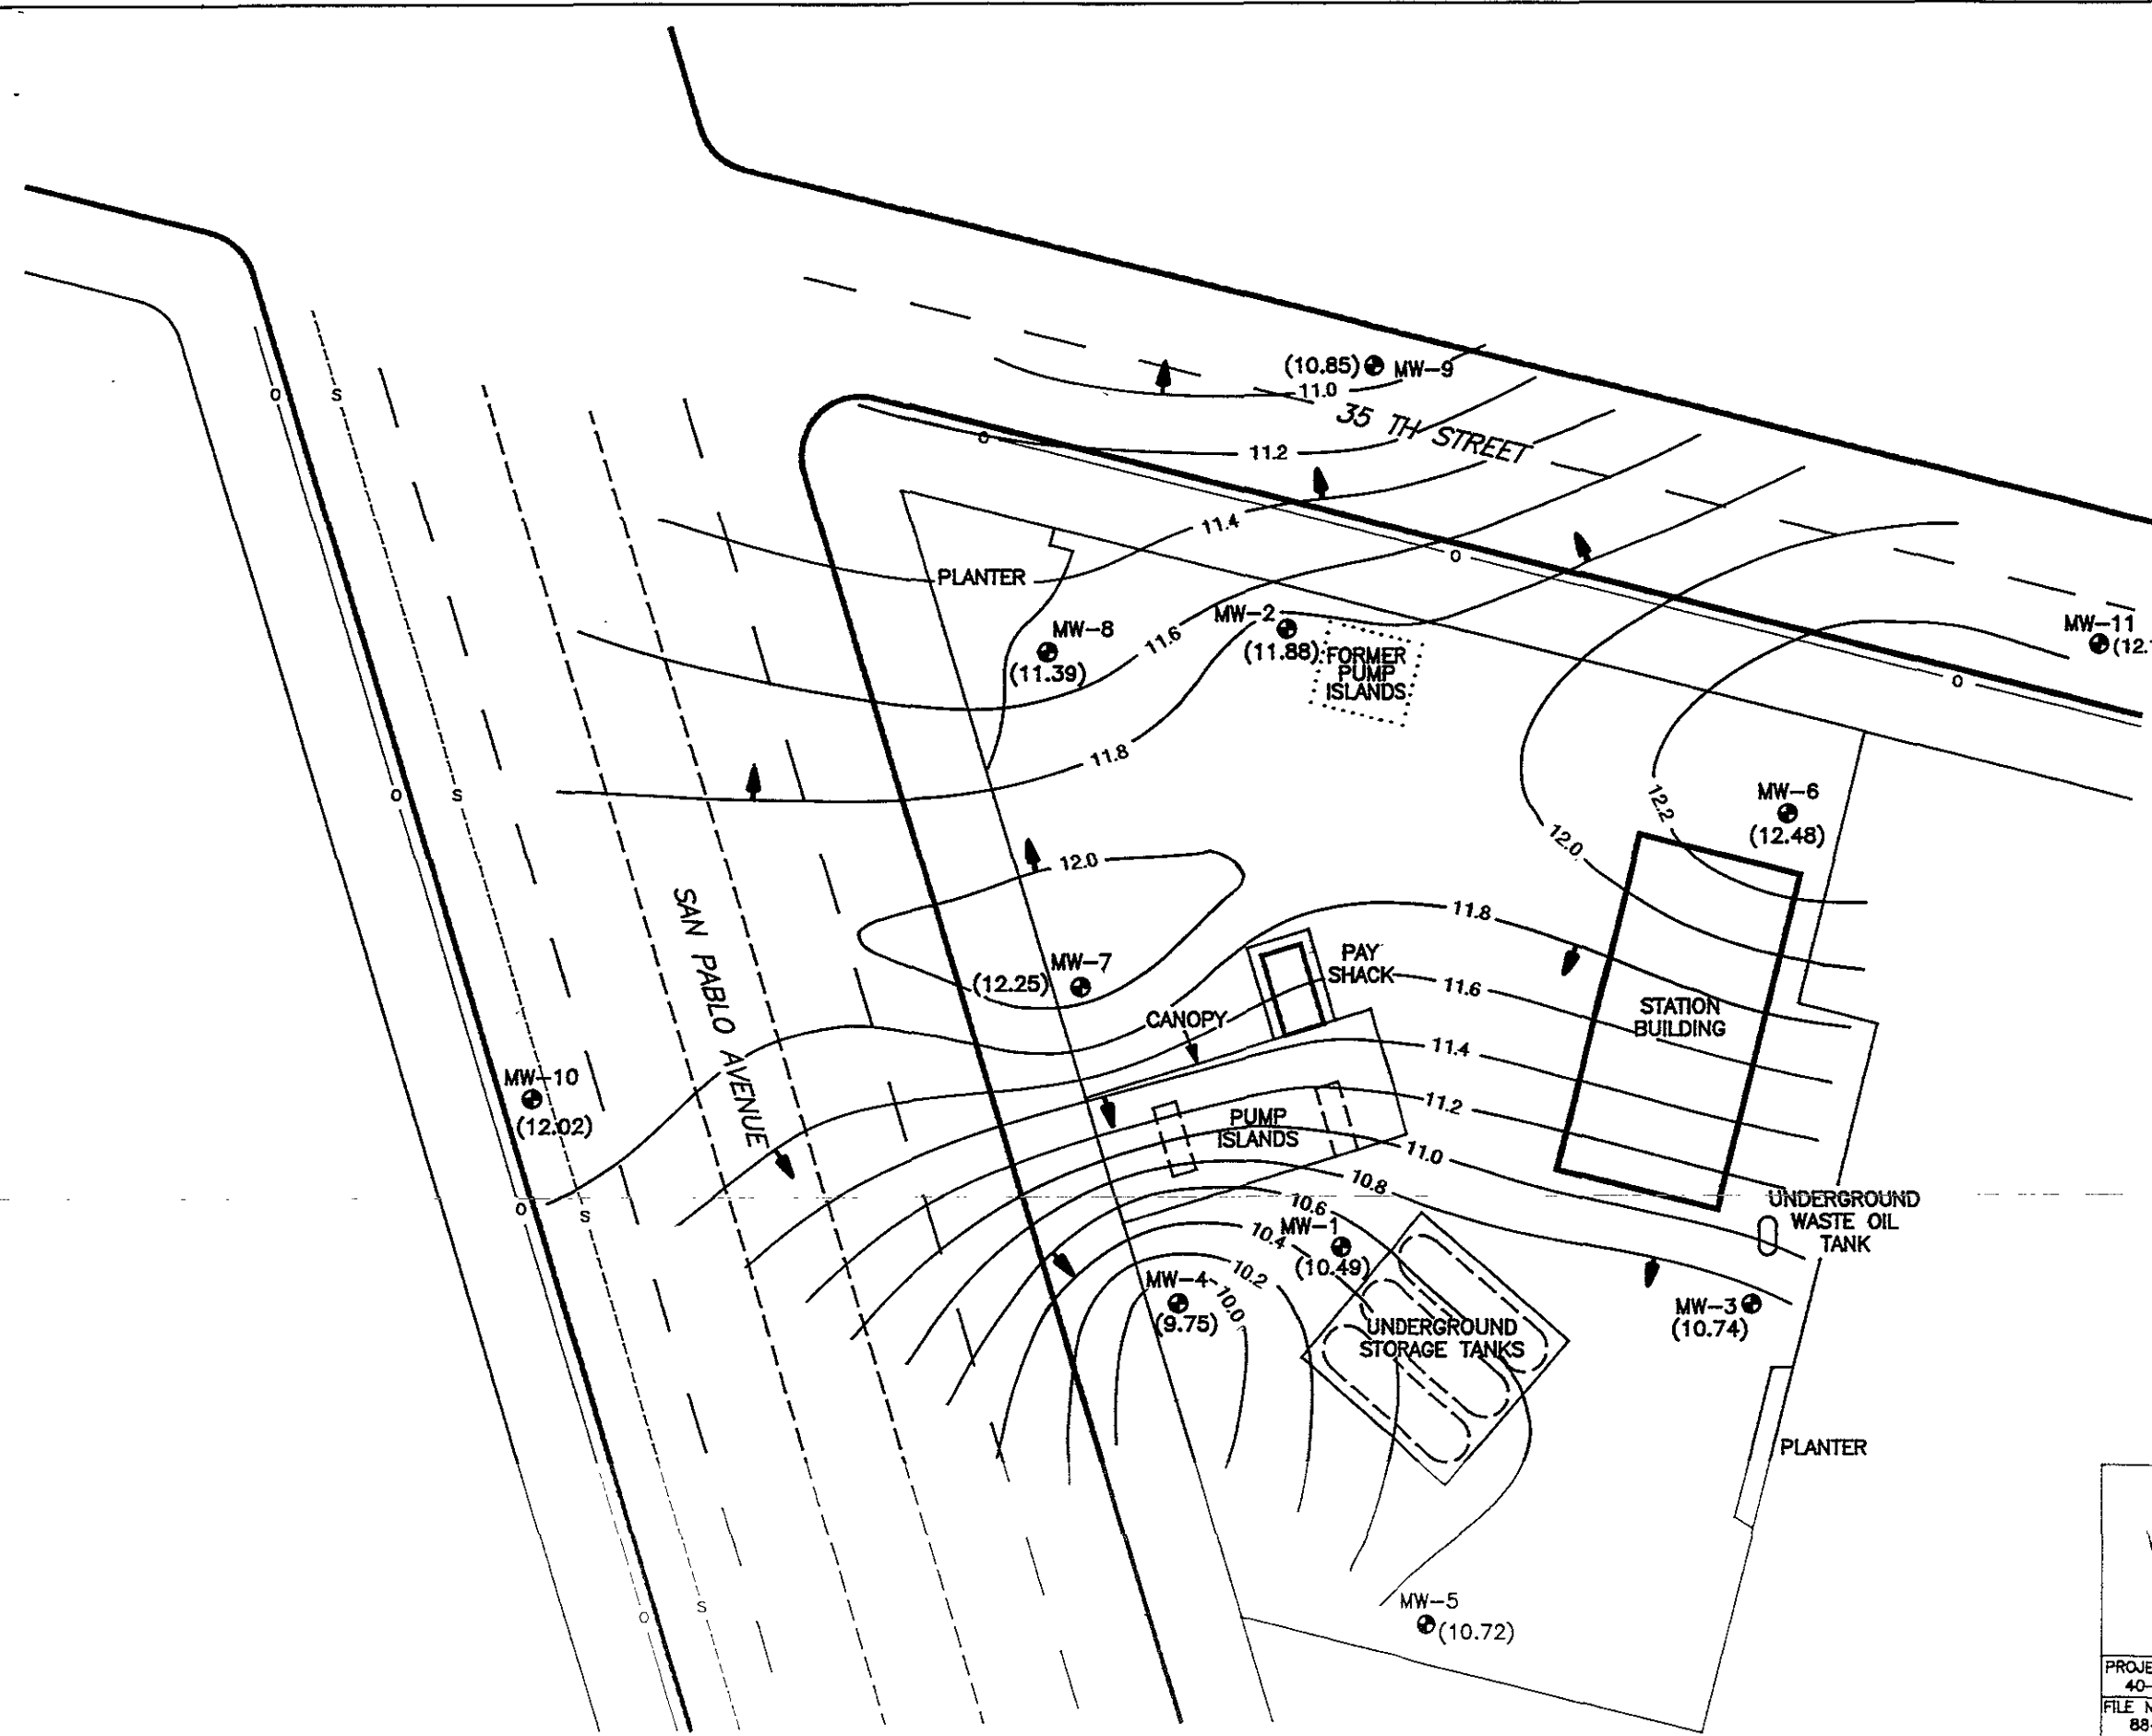 (10.85) MW-9
11.0
35 TH STREET
11.2
11.4
PLANTER
MW-8
(11.39)
MW-2
(11.88)
11.6
FORMER
PUMP
ISLANDS
MW-11
(12.
11.8
MW-6
(12.48)
12.2
12.0
12.0
11.8
SAN PABLO AVENUE
MW-7
(12.25)
PAY
SHACK
11.6
CANOPY
STATION
BUILDING
11.4
MW-10
(12.02)
11.2
PUMP
ISLANDS
11.0
10.8
10.6
10.4
MW-1
(10.49)
UNDERGROUND
WASTE OIL
TANK
10.2
MW-4
(9.75)
10.0
UNDERGROUND
STORAGE TANKS
MW-3
(10.74)
PLANTER
MW-5
(10.72)
O
S
O
S
O
S
O
S
O
O
O
PROJE
40-
FILE N
88